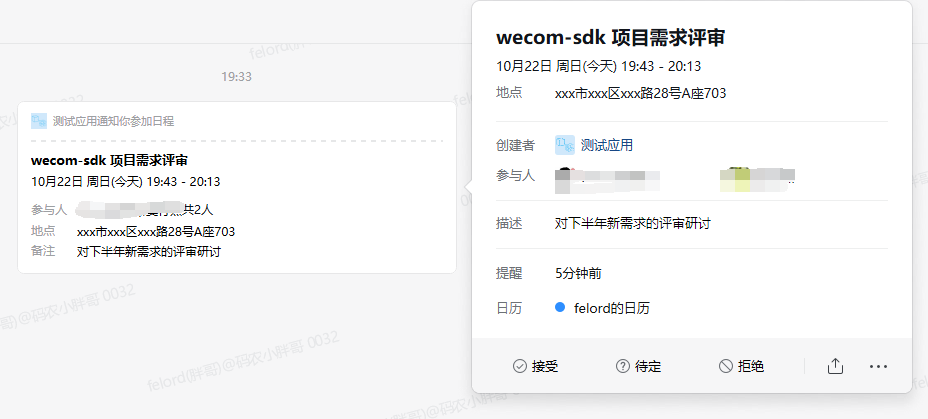 19:33
测试应用通知你参加日程
wecom-sdk 项目需求评审
10月22日 周日(今天) 19:43 - 20:13
参与人 共2人
地点 xxx市xxx区xxx路28号A座703
备注 对下半年新需求的评审研讨
wecom-sdk 项目需求评审
10月22日 周日(今天) 19:43 - 20:13
地点 xxx市xxx区xxx路28号A座703
创建者 测试应用
参与人
描述 对下半年新需求的评审研讨
提醒 5分钟前
日历 felord的日历
接受 待定 拒绝
felord(胖哥)@码农小胖哥 0032